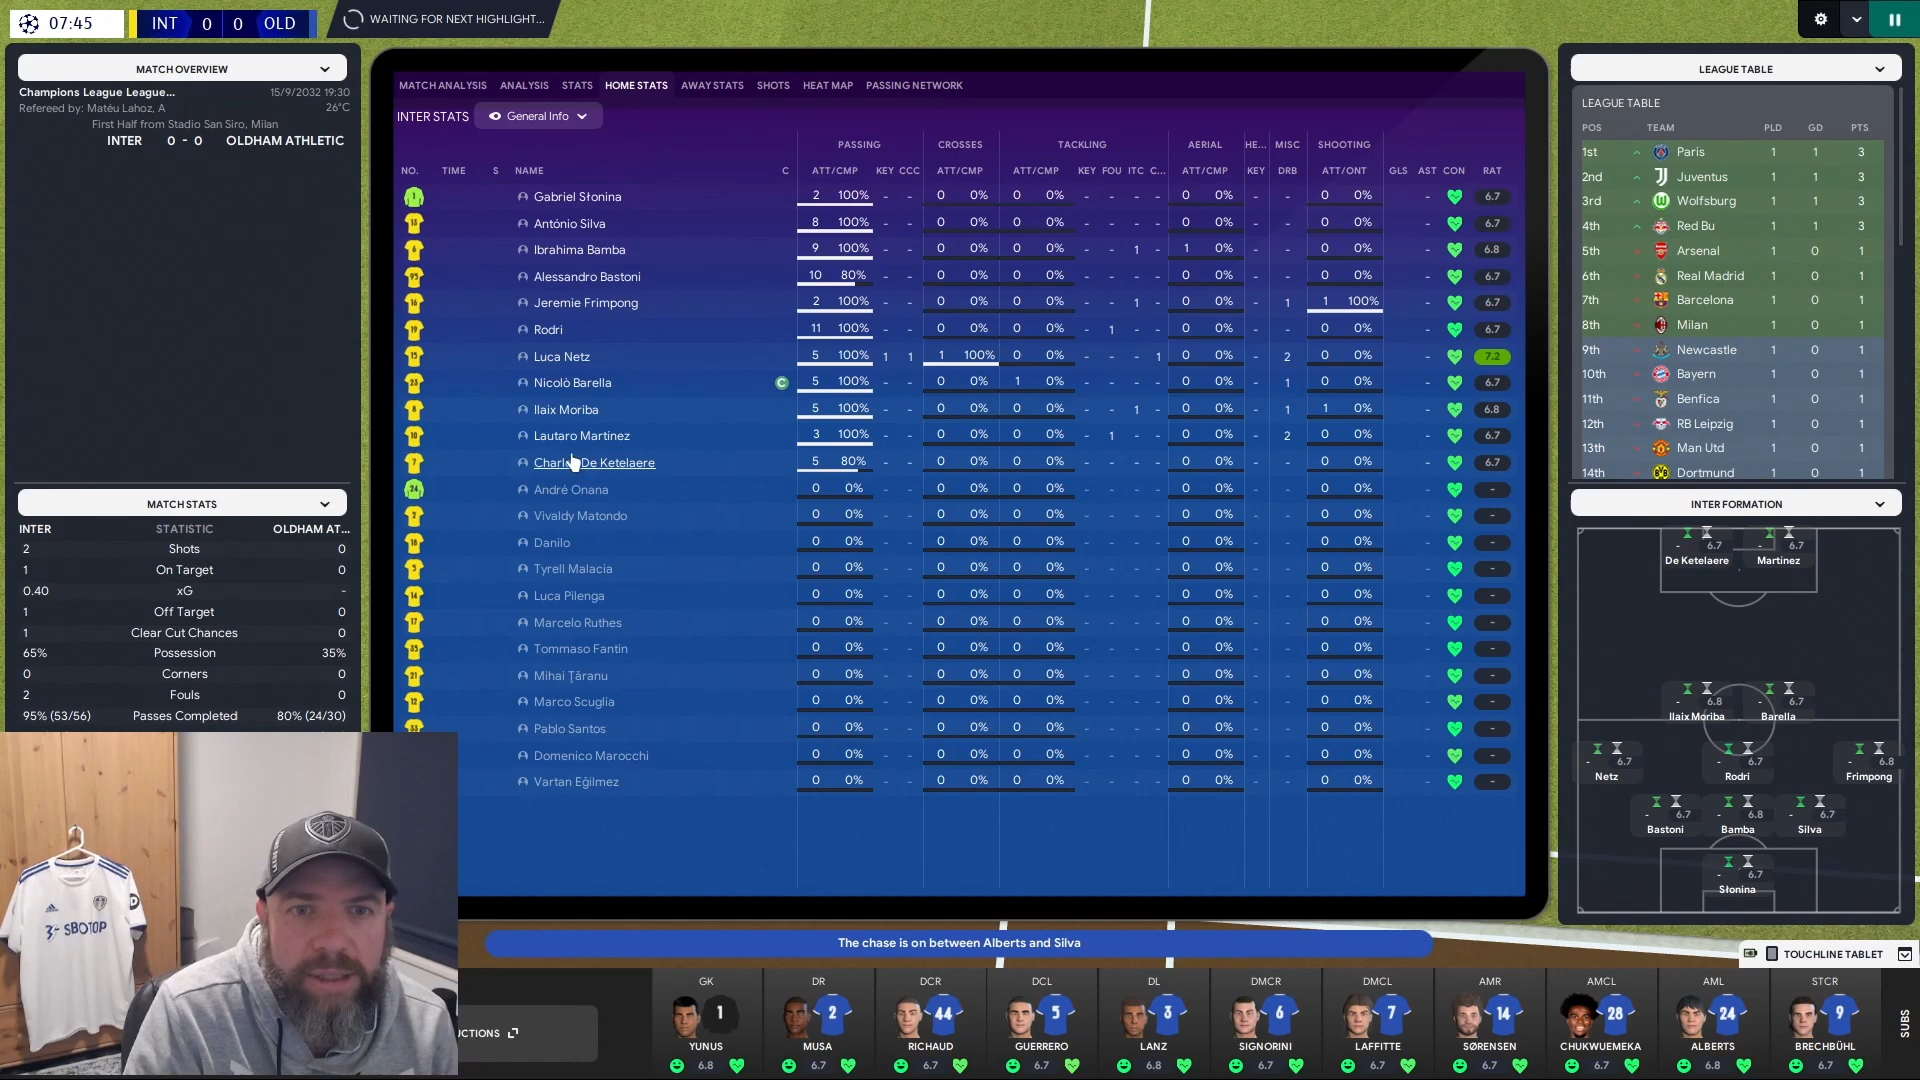 07:45 INT 0 0 OLD WAITING FOR NEXT HIGHLIGHT...
MATCH OVERVIEW
Champions League League... 15/9/2032 19:30
Refereed by: Matéu Lahoz, A 26°C
First Half from Stadio San Siro, Milan
INTER 0 - 0 OLDHAM ATHLETIC
MATCH STATS
INTER STATISTIC OLDHAM AT...
2 Shots 0
1 On Target 0
0.40 xG -
1 Off Target 0
1 Clear Cut Chances 0
65% Possession 35%
0 Corners 0
2 Fouls 0
95% (53/56) Passes Completed 80% (24/30)
MATCH ANALYSIS ANALYSIS STATS HOME STATS AWAY STATS SHOTS HEAT MAP PASSING NETWORK
INTER STATS General Info
PASSING CROSSES TACKLING AERIAL HE... MISC SHOOTING
NO. TIME S NAME C ATT/CMP KEY CCC ATT/CMP ATT/CMP KEY FOU ITC C... ATT/CMP KEY DRB ATT/ONT GLS AST CON RAT
1 Gabriel Słonina 2 100% - - 0 0% 0 0% - - - - 0 0% - - 0 0% - 6.7
13 António Silva 8 100% - - 0 0% 0 0% - - - - 0 0% - - 0 0% - 6.7
6 Ibrahima Bamba 9 100% - - 0 0% 0 0% - - 1 - 1 0% - - 0 0% - 6.8
95 Alessandro Bastoni 10 80% - - 0 0% 0 0% - - - - 0 0% - - 0 0% - 6.7
16 Jeremie Frimpong 2 100% - - 0 0% 0 0% - - 1 - 0 0% - 1 1 100% - 6.7
19 Rodri 11 100% - - 0 0% 0 0% - 1 - - 0 0% - - 0 0% - 6.7
15 Luca Netz 5 100% 1 1 1 100% 0 0% - - - 1 0 0% - 2 0 0% - 7.2
23 Nicolò Barella C 5 100% - - 0 0% 1 0% - - - - 0 0% - 1 0 0% - 6.7
8 Ilaix Moriba 5 100% - - 0 0% 0 0% - - 1 - 0 0% - 1 1 0% - 6.8
10 Lautaro Martínez 3 100% - - 0 0% 0 0% - 1 - - 0 0% - 2 0 0% - 6.7
7 De Ketelaere 5 80% - - 0 0% 0 0% - - - - 0 0% - - 0 0% - 6.7
24 André Onana 0 0% - - 0 0% 0 0% - - - - 0 0% - - 0 0% - -
2 Vivaldy Matondo 0 0% - - 0 0% 0 0% - - - - 0 0% - - 0 0% - -
18 Danilo 0 0% - - 0 0% 0 0% - - - - 0 0% - - 0 0% - -
5 Tyrell Malacia 0 0% - - 0 0% 0 0% - - - - 0 0% - - 0 0% - -
14 Luca Pilenga 0 0% - - 0 0% 0 0% - - - - 0 0% - - 0 0% - -
17 Marcelo Ruthes 0 0% - - 0 0% 0 0% - - - - 0 0% - - 0 0% - -
35 Tommaso Fantin 0 0% - - 0 0% 0 0% - - - - 0 0% - - 0 0% - -
21 Mihai Țăranu 0 0% - - 0 0% 0 0% - - - - 0 0% - - 0 0% - -
12 Marco Scuglia 0 0% - - 0 0% 0 0% - - - - 0 0% - - 0 0% - -
33 Pablo Santos 0 0% - - 0 0% 0 0% - - - - 0 0% - - 0 0% - -
Domenico Marocchi 0 0% - - 0 0% 0 0% - - - - 0 0% - - 0 0% - -
Vartan Eğilmez 0 0% - - 0 0% 0 0% - - - - 0 0% - - 0 0% - -
LEAGUE TABLE
LEAGUE TABLE
POS TEAM PLD GD PTS
1st Paris 1 1 3
2nd Juventus 1 1 3
3rd Wolfsburg 1 1 3
4th Red Bu 1 1 3
5th Arsenal 1 0 1
6th Real Madrid 1 0 1
7th Barcelona 1 0 1
8th Milan 1 0 1
9th Newcastle 1 0 1
10th Bayern 1 0 1
11th Benfica 1 0 1
12th RB Leipzig 1 0 1
13th Man Utd 1 0 1
14th Dortmund 1 0 1
INTER FORMATION
- 6.7 - 6.7
De Ketelaere Martínez
- 6.8 - 6.7
Ilaix Moriba Barella
- 6.7 - 6.7 - 6.8
Netz Rodri Frimpong
- 6.7 - 6.8 - 6.7
Bastoni Bamba Silva
- 6.7
Słonina
3- SBOTOP
The chase is on between Alberts and Silva
TOUCHLINE TABLET
UCTIONS
GK DR DCR DCL DL DMCR DMCL AMR AMCL AML STCR
1 2 44 5 3 6 7 14 28 24 9
YUNUS MUSA RICHAUD GUERRERO LANZ SIGNORINI LAFFITTE SØRENSEN CHUKWUEMEKA ALBERTS BRECHBÜHL
6.8 6.7 6.7 6.7 6.8 6.7 6.7 6.7 6.7 6.8 6.7
SUBS